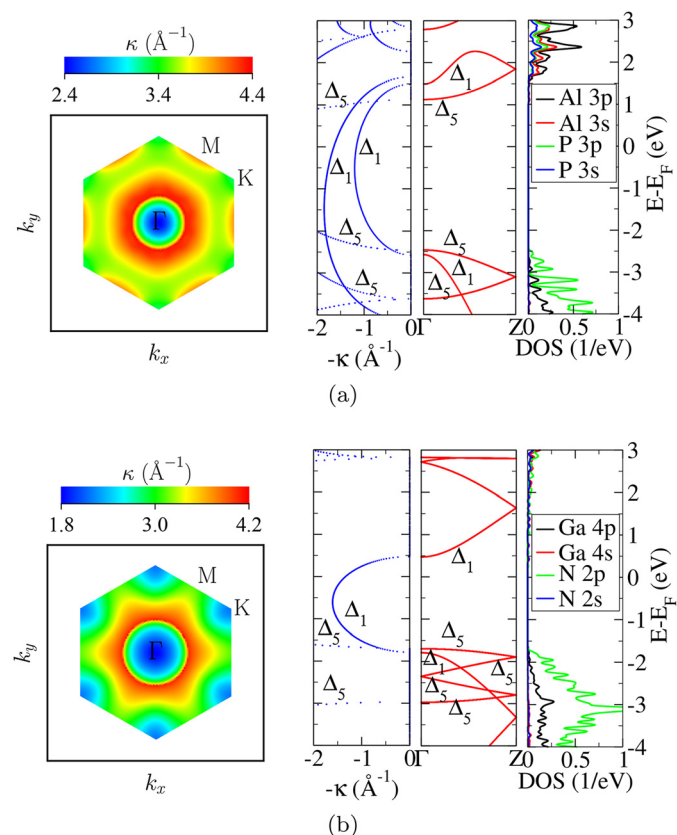 κ (Å⁻¹)
2.4 3.4 4.4
M
K
Γ
k_y
k_x
Δ₅
Δ₁
Δ₁
Δ₅
Δ₅
-2 -1 0
-κ (Å⁻¹)
Δ₁
Δ₅
Δ₅
Δ₁
Δ₅
Γ Z
Al 3p
Al 3s
P 3p
P 3s
3
2
1
0
-1
-2
-3
-4
E-E_F (eV)
0 0.5 1
DOS (1/eV)
(a)
κ (Å⁻¹)
1.8 3.0 4.2
M
K
Γ
k_y
k_x
Δ₁
Δ₅
Δ₅
-2 -1 0
-κ (Å⁻¹)
Δ₁
Δ₅
Δ₁
Δ₅
Δ₅
Δ₅
Γ Z
Ga 4p
Ga 4s
N 2p
N 2s
3
2
1
0
-1
-2
-3
-4
E-E_F (eV)
0 0.5 1
DOS (1/eV)
(b)